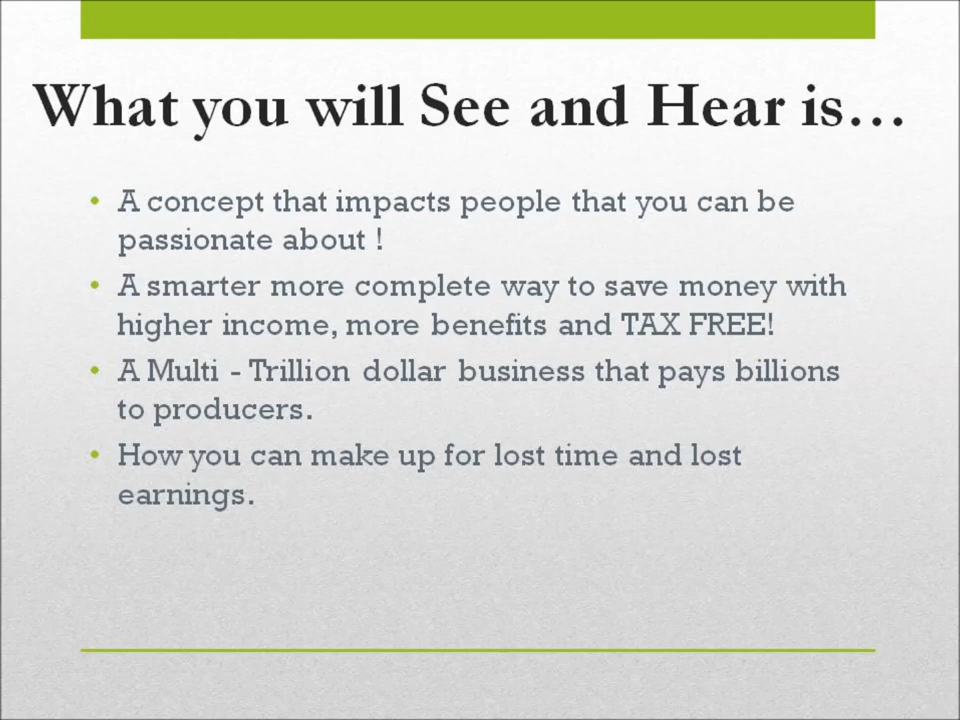 What you will See and Hear is…
• A concept that impacts people that you can be
passionate about !
• A smarter more complete way to save money with
higher income, more benefits and TAX FREE!
• A Multi - Trillion dollar business that pays billions
to producers.
• How you can make up for lost time and lost
earnings.